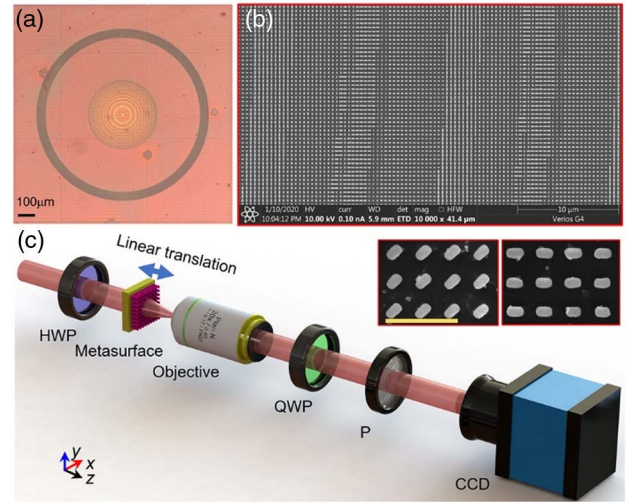 (a)
100μm
(b)
1/10/2020 HV curr WD det mag □ HFW
10:04:12 PM 10.00 kV 0.10 nA 5.9 mm ETD 10 000 x 41.4 μm
10 μm
Verios G4
(c)
Linear translation
HWP
Metasurface
Objective
QWP
P
CCD
y
x
z